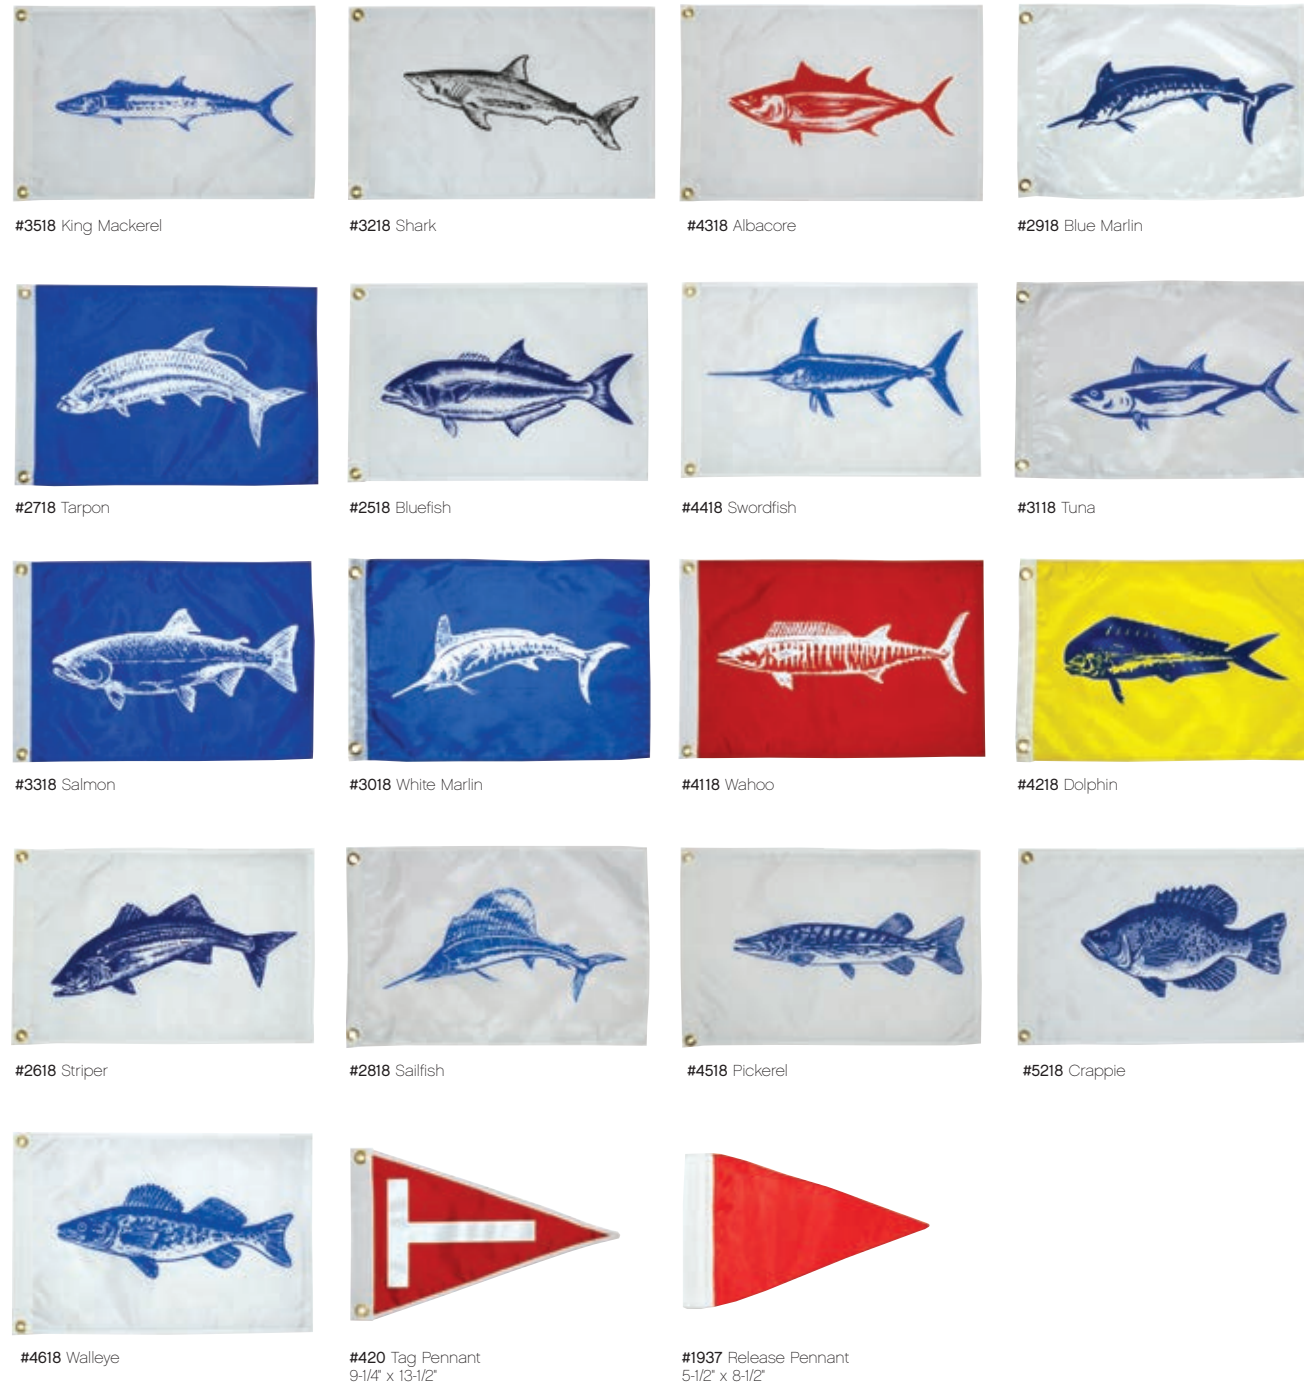 #3518 King Mackerel
#3218 Shark
#4318 Albacore
#2918 Blue Marlin
#2718 Tarpon
#2518 Bluefish
#4418 Swordfish
#3118 Tuna
#3318 Salmon
#3018 White Marlin
#4118 Wahoo
#4218 Dolphin
#2618 Striper
#2818 Sailfish
#4518 Pickerel
#5218 Crappie
T
#4618 Walleye
#420 Tag Pennant
9-1/4" x 13-1/2"
#1937 Release Pennant
5-1/2" x 8-1/2"